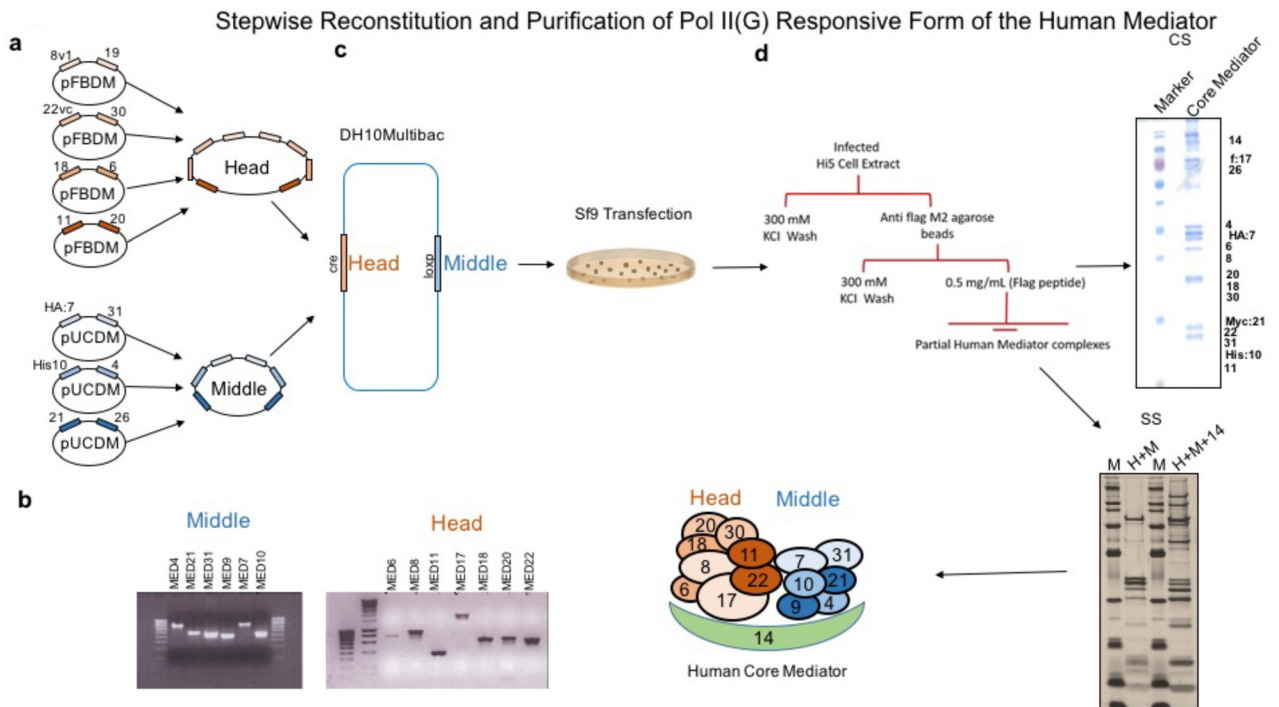 Stepwise Reconstitution and Purification of Pol II(G) Responsive Form of the Human Mediator
a
8v1 19
pFBDM
22vc 30
pFBDM
18 6
pFBDM
11 20
pFBDM
Head
HA:7 31
pUCDM
His10 4
pUCDM
21 26
pUCDM
Middle
c
DH10Multibac
cre
Head
loxp
Middle
Sf9 Transfection
d
Infected
Hi5 Cell Extract
300 mM
KCI Wash
Anti flag M2 agarose
beads
300 mM
KCI Wash
0.5 mg/mL (Flag peptide)
Partial Human Mediator complexes
CS
Marker
Core Mediator
14
f:17
26
4
HA:7
6
8
20
18
30
Myc:21
22
31
His:10
11
SS
M H+M M H+M+14
b
Middle
MED4
MED21
MED31
MED9
MED7
MED10
Head
MED6
MED8
MED11
MED17
MED18
MED20
MED22
Head Middle
20
30
18
11
8
22
6
17
7
31
10
21
9
4
14
Human Core Mediator